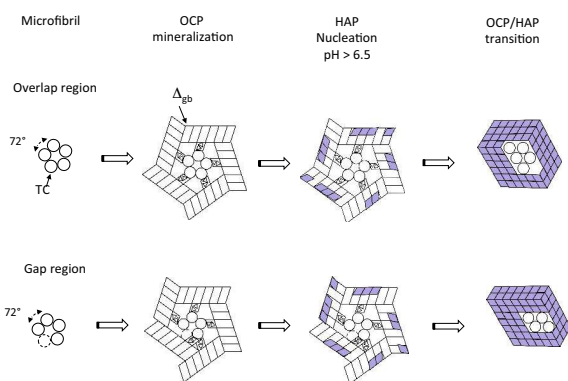 Microfibril
OCP
mineralization
HAP
Nucleation
pH > 6.5
OCP/HAP
transition
Overlap region
Δgb
72°
TC
Gap region
72°